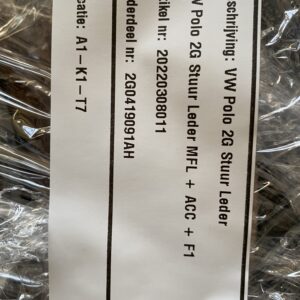 schrijving: VW Polo 2G Stuur Leder
W Polo 2G Stuur Leder MFL + ACC + F1
tikel nr: 20220308011
derdeel nr: 2G0419091AH
catie: A1-K1-T7